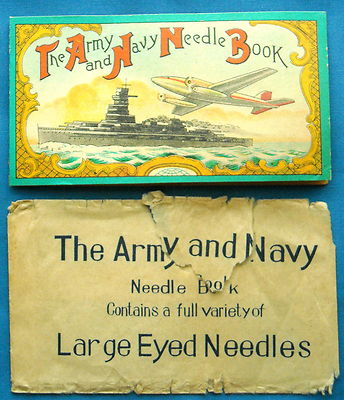 The Army and Navy Needle Book
The Army and Navy
Needle Book
Contains a full variety of
Large Eyed Needles